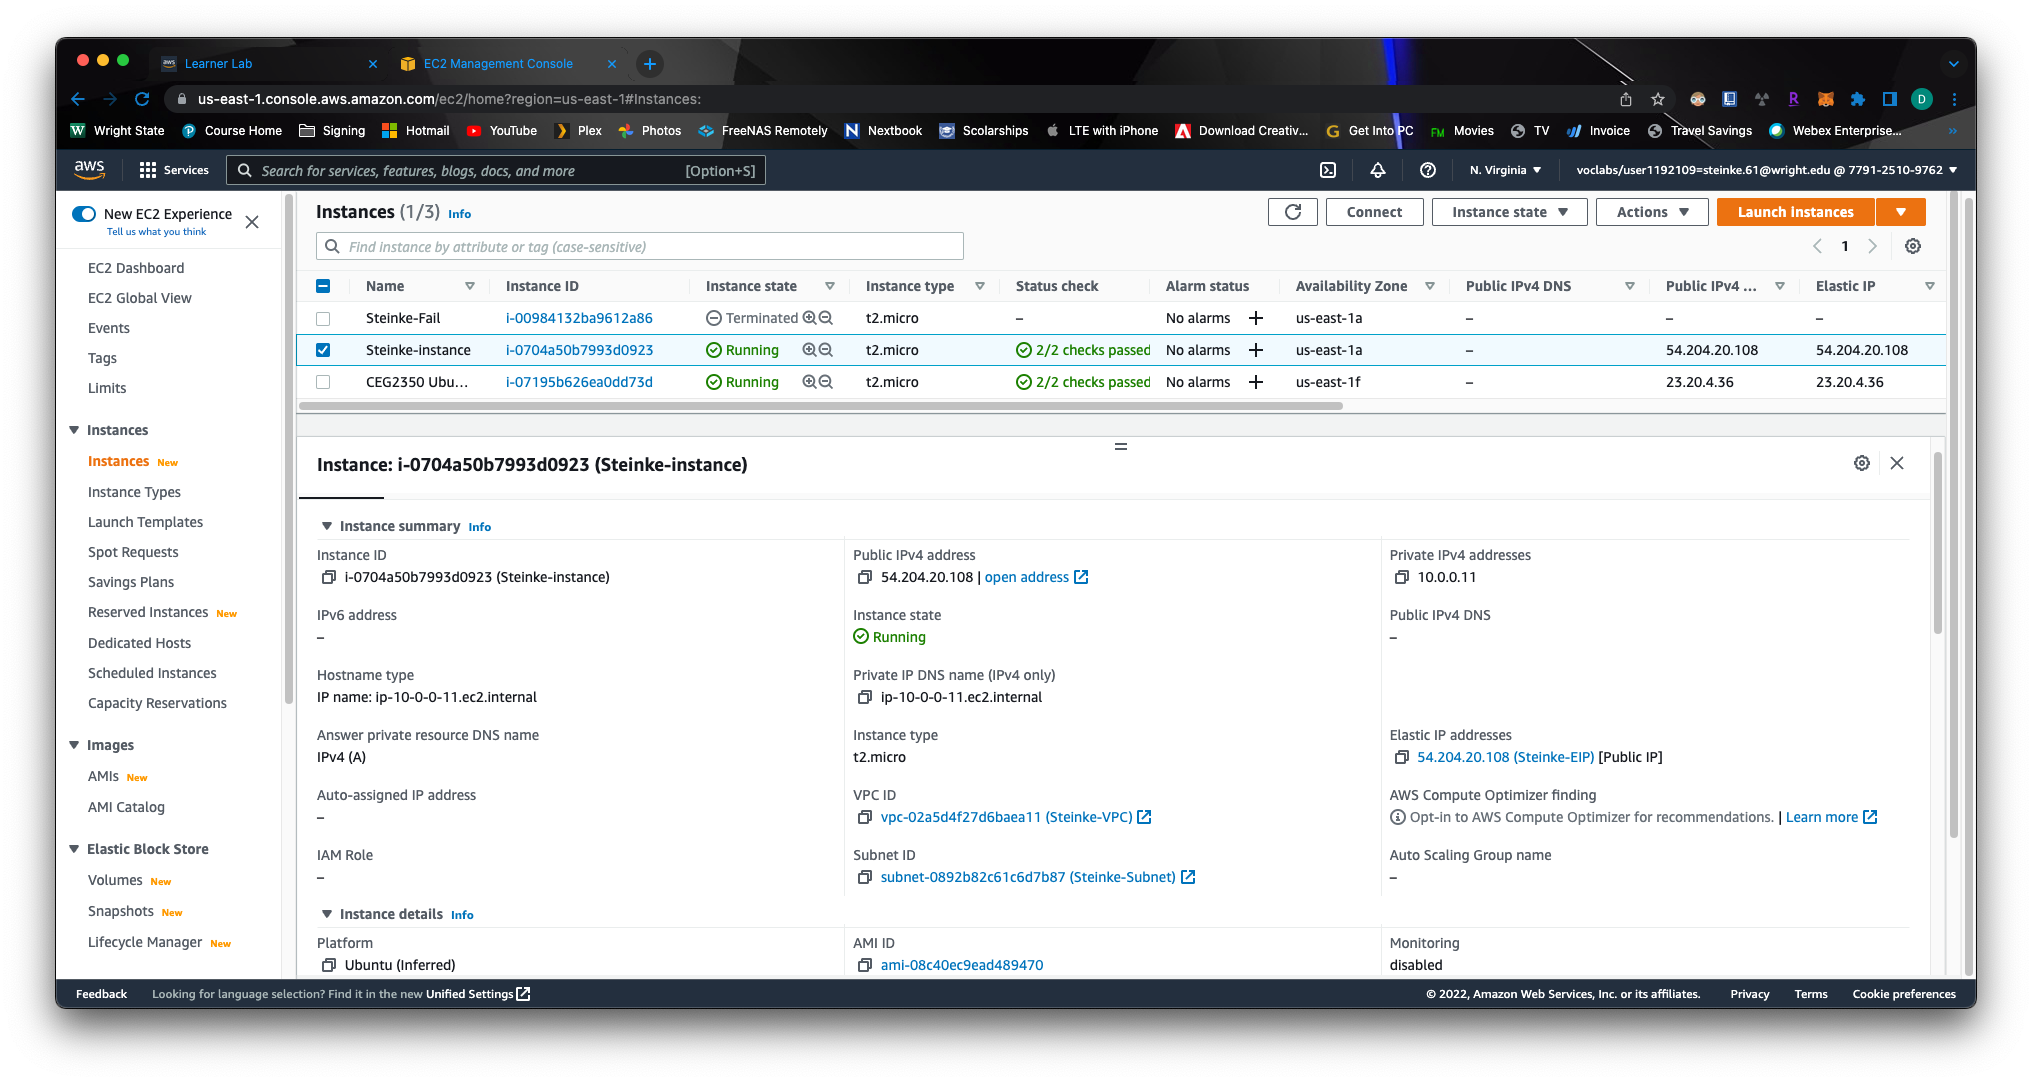 Learner Lab
EC2 Management Console
us-east-1.console.aws.amazon.com/ec2/home?region=us-east-1#Instances:
D
Wright State Course Home Signing Hotmail YouTube Plex Photos FreeNAS Remotely Nextbook Scolarships LTE with iPhone Download Creativ... Get Into PC Movies TV Invoice Travel Savings Webex Enterprise... »
aws Services Search for services, features, blogs, docs, and more [Option+S] N. Virginia voclabs/user1192109=steinke.61@wright.edu @ 7791-2510-9762
New EC2 Experience
Tell us what you think
EC2 Dashboard
EC2 Global View
Events
Tags
Limits
Instances
Instances New
Instance Types
Launch Templates
Spot Requests
Savings Plans
Reserved Instances New
Dedicated Hosts
Scheduled Instances
Capacity Reservations
Images
AMIs New
AMI Catalog
Elastic Block Store
Volumes New
Snapshots New
Lifecycle Manager New
Instances (1/3) Info
Connect Instance state Actions Launch instances
Find instance by attribute or tag (case-sensitive)
1
Name Instance ID Instance state Instance type Status check Alarm status Availability Zone Public IPv4 DNS Public IPv4 ... Elastic IP
Steinke-Fail i-00984132ba9612a86 Terminated t2.micro – No alarms + us-east-1a – – –
Steinke-instance i-0704a50b7993d0923 Running t2.micro 2/2 checks passed No alarms + us-east-1a – 54.204.20.108 54.204.20.108
CEG2350 Ubu... i-07195b626ea0dd73d Running t2.micro 2/2 checks passed No alarms + us-east-1f – 23.20.4.36 23.20.4.36
Instance: i-0704a50b7993d0923 (Steinke-instance)
Instance summary Info
Instance ID
i-0704a50b7993d0923 (Steinke-instance)
Public IPv4 address
54.204.20.108 | open address
Private IPv4 addresses
10.0.0.11
IPv6 address
–
Instance state
Running
Public IPv4 DNS
–
Hostname type
IP name: ip-10-0-0-11.ec2.internal
Private IP DNS name (IPv4 only)
ip-10-0-0-11.ec2.internal
Answer private resource DNS name
IPv4 (A)
Instance type
t2.micro
Elastic IP addresses
54.204.20.108 (Steinke-EIP) [Public IP]
Auto-assigned IP address
–
VPC ID
vpc-02a5d4f27d6baea11 (Steinke-VPC)
AWS Compute Optimizer finding
Opt-in to AWS Compute Optimizer for recommendations. | Learn more
IAM Role
–
Subnet ID
subnet-0892b82c61c6d7b87 (Steinke-Subnet)
Auto Scaling Group name
–
Instance details Info
Platform
Ubuntu (Inferred)
AMI ID
ami-08c40ec9ead489470
Monitoring
disabled
Feedback Looking for language selection? Find it in the new Unified Settings © 2022, Amazon Web Services, Inc. or its affiliates. Privacy Terms Cookie preferences